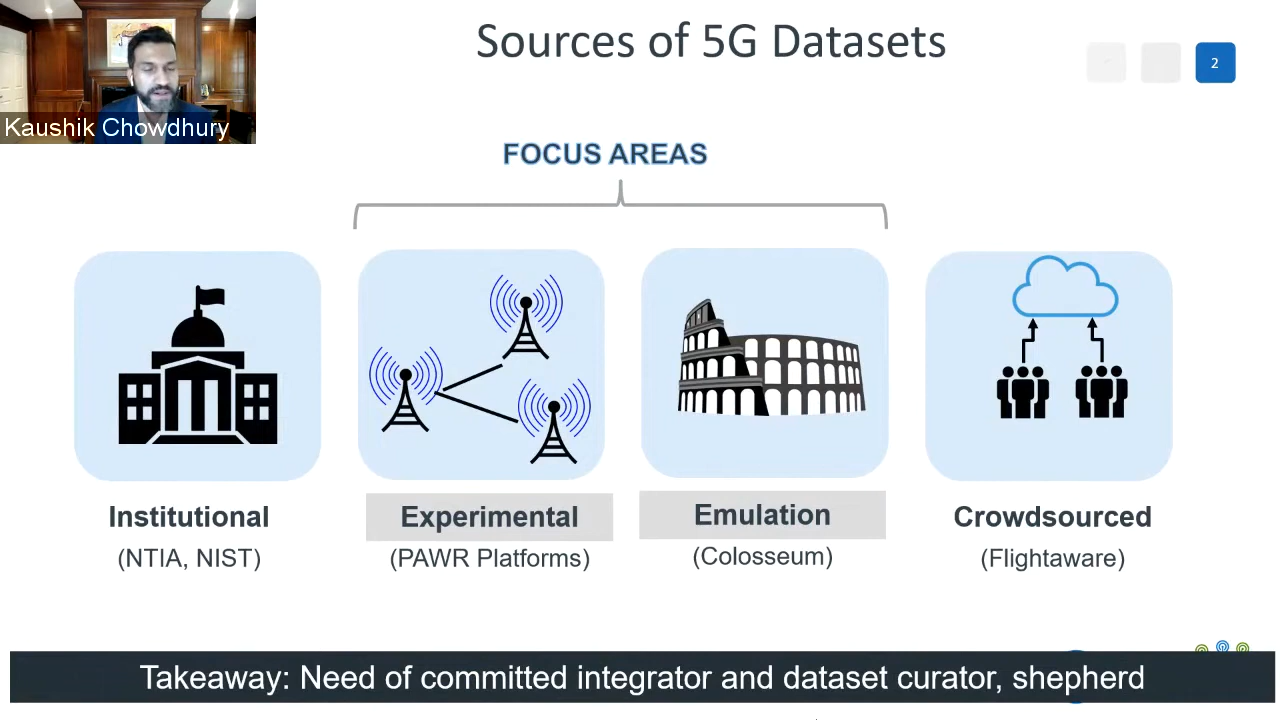 Sources of 5G Datasets
2
Kaushik Chowdhury
FOCUS AREAS
Institutional
(NTIA, NIST)
Experimental
(PAWR Platforms)
Emulation
(Colosseum)
Crowdsourced
(Flightaware)
Takeaway: Need of committed integrator and dataset curator, shepherd